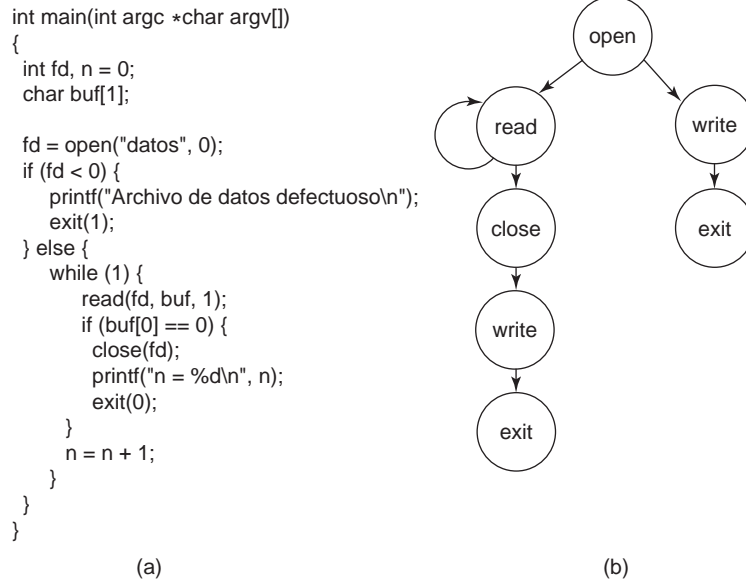 int main(int argc *char argv[])
{
int fd, n = 0;
char buf[1];
fd = open("datos", 0);
if (fd < 0) {
printf("Archivo de datos defectuoso\n");
exit(1);
} else {
while (1) {
read(fd, buf, 1);
if (buf[0] == 0) {
close(fd);
printf("n = %d\n", n);
exit(0);
}
n = n + 1;
}
}
}
(a)
open
read
write
close
exit
write
exit
(b)